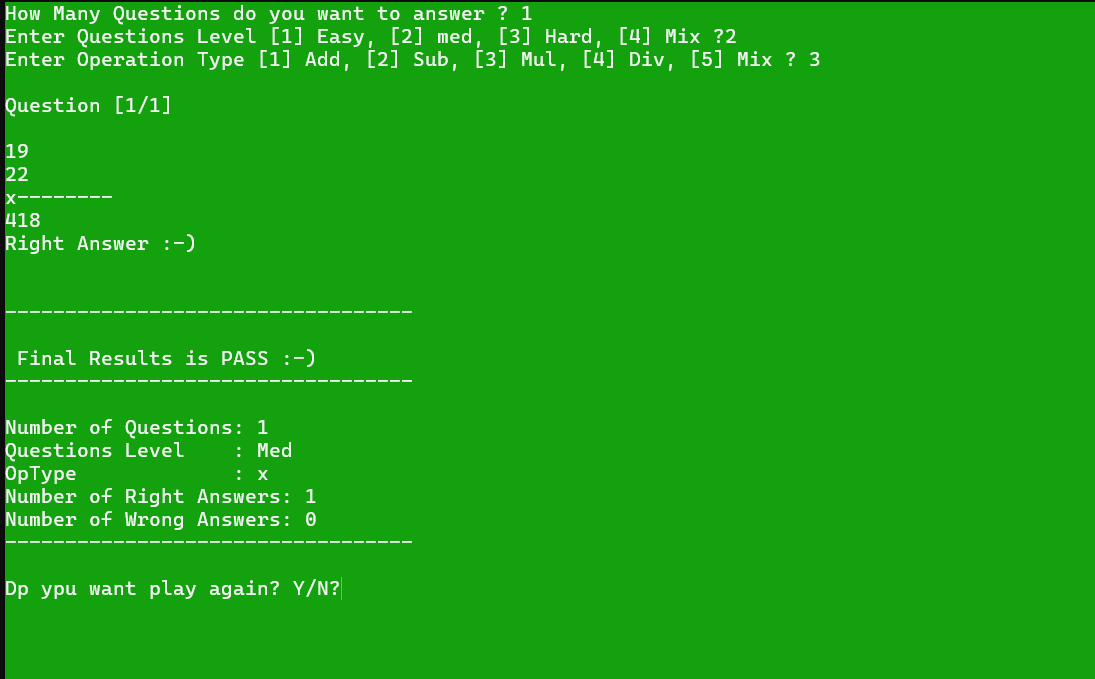 How Many Questions do you want to answer ? 1
Enter Questions Level [1] Easy, [2] med, [3] Hard, [4] Mix ?2
Enter Operation Type [1] Add, [2] Sub, [3] Mul, [4] Div, [5] Mix ? 3
Question [1/1]
19
22
x--------
418
Right Answer :-)
----------------------------------
Final Results is PASS :-)
----------------------------------
Number of Questions: 1
Questions Level    : Med
OpType             : x
Number of Right Answers: 1
Number of Wrong Answers: 0
----------------------------------
Dp ypu want play again? Y/N?